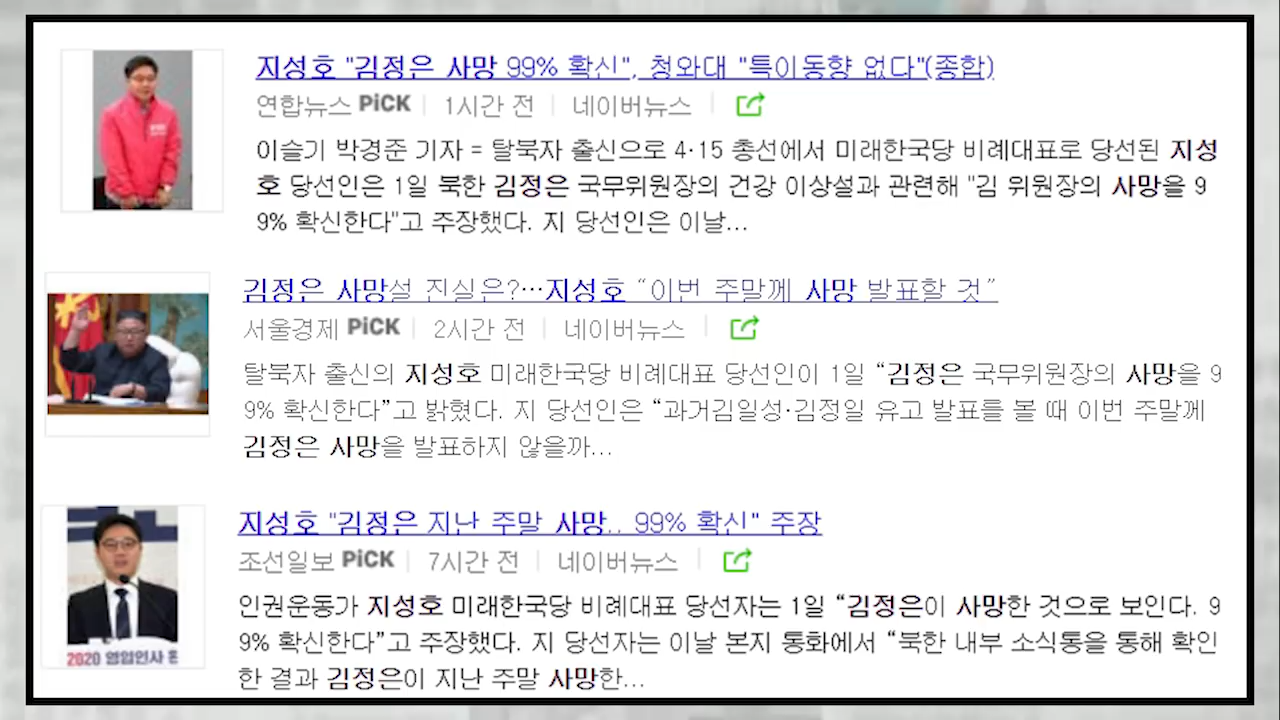 지성호 "김정은 사망 99% 확신", 청와대 "특이동향 없다"(종합)
연합뉴스 PiCK 1시간 전 네이버뉴스
이슬기 박경준 기자 = 탈북자 출신으로 4·15 총선에서 미래한국당 비례대표로 당선된 지성
호 당선인은 1일 북한 김정은 국무위원장의 건강 이상설과 관련해 "김 위원장의 사망을 9
9% 확신한다"고 주장했다. 지 당선인은 이날...
김정은 사망설 진실은?…지성호 “이번 주말께 사망 발표할 것”
서울경제 PiCK 2시간 전 네이버뉴스
탈북자 출신의 지성호 미래한국당 비례대표 당선인이 1일 “김정은 국무위원장의 사망을 9
9% 확신한다”고 밝혔다. 지 당선인은 “과거김일성·김정일 유고 발표를 볼 때 이번 주말께
김정은 사망을 발표하지 않을까...
지성호 "김정은 지난 주말 사망.. 99% 확신" 주장
조선일보 PiCK 7시간 전 네이버뉴스
인권운동가 지성호 미래한국당 비례대표 당선자는 1일 “김정은이 사망한 것으로 보인다. 9
9% 확신한다”고 주장했다. 지 당선자는 이날 본지 통화에서 “북한 내부 소식통을 통해 확인
한 결과 김정은이 지난 주말 사망한...
2020 영입인사 환